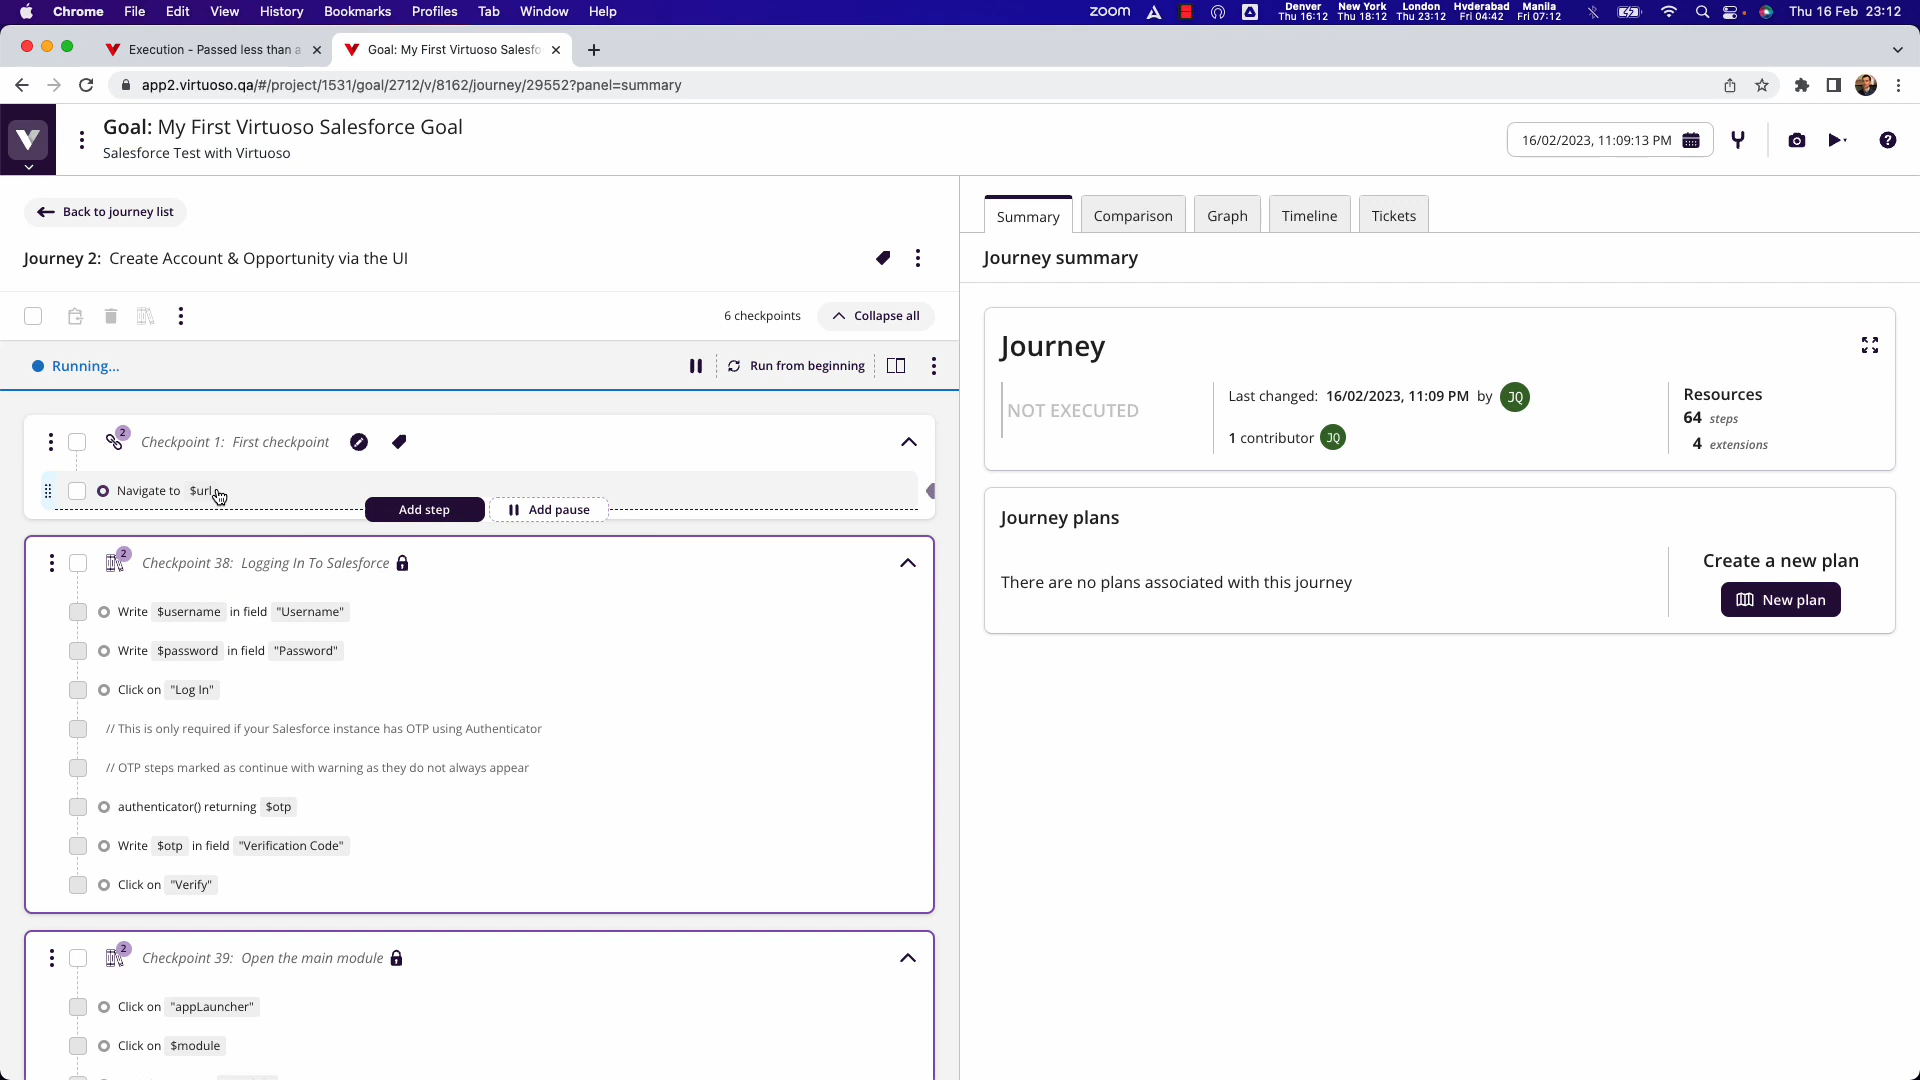 Chrome File Edit View History Bookmarks Profiles Tab Window Help zoom Denver New York London Hyderabad Manila
Thu 16:12 Thu 18:12 Thu 23:12 Fri 04:42 Fri 07:12 Thu 16 Feb 23:12
Execution - Passed less than a
Goal: My First Virtuoso Salesfo
app2.virtuoso.qa/#/project/1531/goal/2712/v/8162/journey/29552?panel=summary
Goal: My First Virtuoso Salesforce Goal
Salesforce Test with Virtuoso
16/02/2023, 11:09:13 PM
Back to journey list
Journey 2: Create Account & Opportunity via the UI
6 checkpoints Collapse all
Running... Run from beginning
2
Checkpoint 1: First checkpoint
Navigate to $url
Add step Add pause
2
Checkpoint 38: Logging In To Salesforce
Write $username in field "Username"
Write $password in field "Password"
Click on "Log In"
// This is only required if your Salesforce instance has OTP using Authenticator
// OTP steps marked as continue with warning as they do not always appear
authenticator() returning $otp
Write $otp in field "Verification Code"
Click on "Verify"
2
Checkpoint 39: Open the main module
Click on "appLauncher"
Click on $module
Summary Comparison Graph Timeline Tickets
Journey summary
Journey
NOT EXECUTED
Last changed: 16/02/2023, 11:09 PM by JQ
1 contributor JQ
Resources
64 steps
4 extensions
Journey plans
There are no plans associated with this journey
Create a new plan
New plan